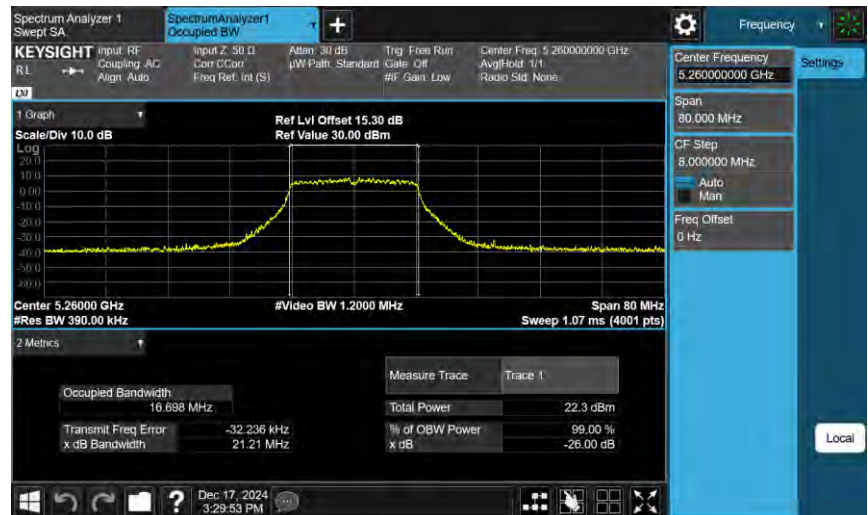 Spectrum Analyzer 1
Swept SA
SpectrumAnalyzer1
Occupied BW
+
Frequency
KEYSIGHT
RL
LXI
Input: RF
Coupling: AC
Align: Auto
Input Z: 50 Ω
Corr CCorr
Freq Ref: Int (S)
Atten: 30 dB
µW Path: Standard
Trig: Free Run
Gate: Off
#IF Gain: Low
Center Freq: 5.260000000 GHz
Avg|Hold: 1/1
Radio Std: None
Center Frequency
5.260000000 GHz
Settings
Span
80.000 MHz
CF Step
8.000000 MHz
Auto
Man
Freq Offset
0 Hz
1 Graph
Scale/Div 10.0 dB
Ref Lvl Offset 15.30 dB
Ref Value 30.00 dBm
Log
20.0
10.0
0.00
-10.0
-20.0
-30.0
-40.0
-50.0
-60.0
Center 5.26000 GHz
#Res BW 390.00 kHz
#Video BW 1.2000 MHz
Span 80 MHz
Sweep 1.07 ms (4001 pts)
2 Metrics
Measure Trace Trace 1
Occupied Bandwidth
16.698 MHz
Total Power 22.3 dBm
Transmit Freq Error -32.236 kHz
% of OBW Power 99.00 %
x dB Bandwidth 21.21 MHz
x dB -26.00 dB
Local
?
Dec 17, 2024
3:29:53 PM